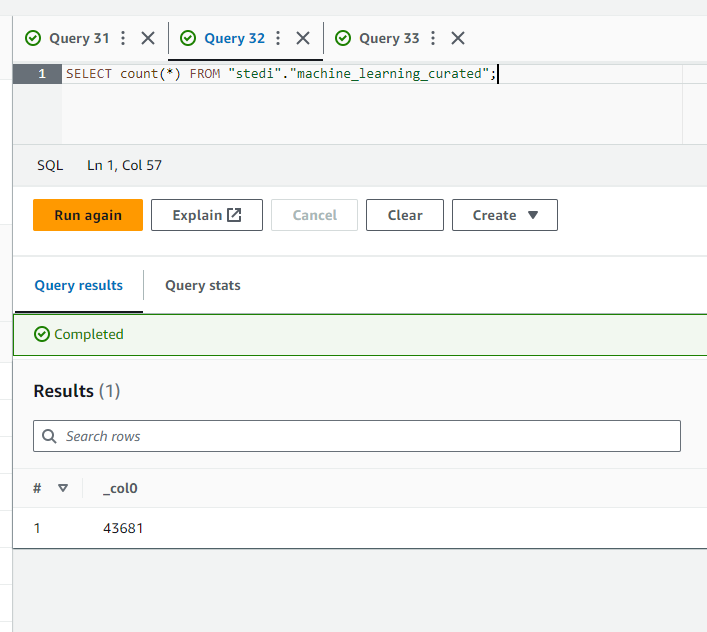 Query 31 Query 32 Query 33
1 SELECT count(*) FROM "stedi"."machine_learning_curated";
SQL Ln 1, Col 57
Run again Explain Cancel Clear Create
Query results Query stats
Completed
Results (1)
Search rows
# _col0
1 43681